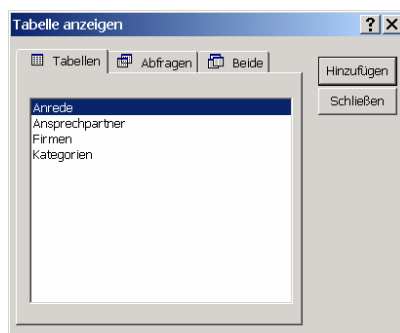 Tabelle anzeigen
Tabellen Abfragen Beide
Hinzufügen
Schließen
Anrede
Ansprechpartner
Firmen
Kategorien